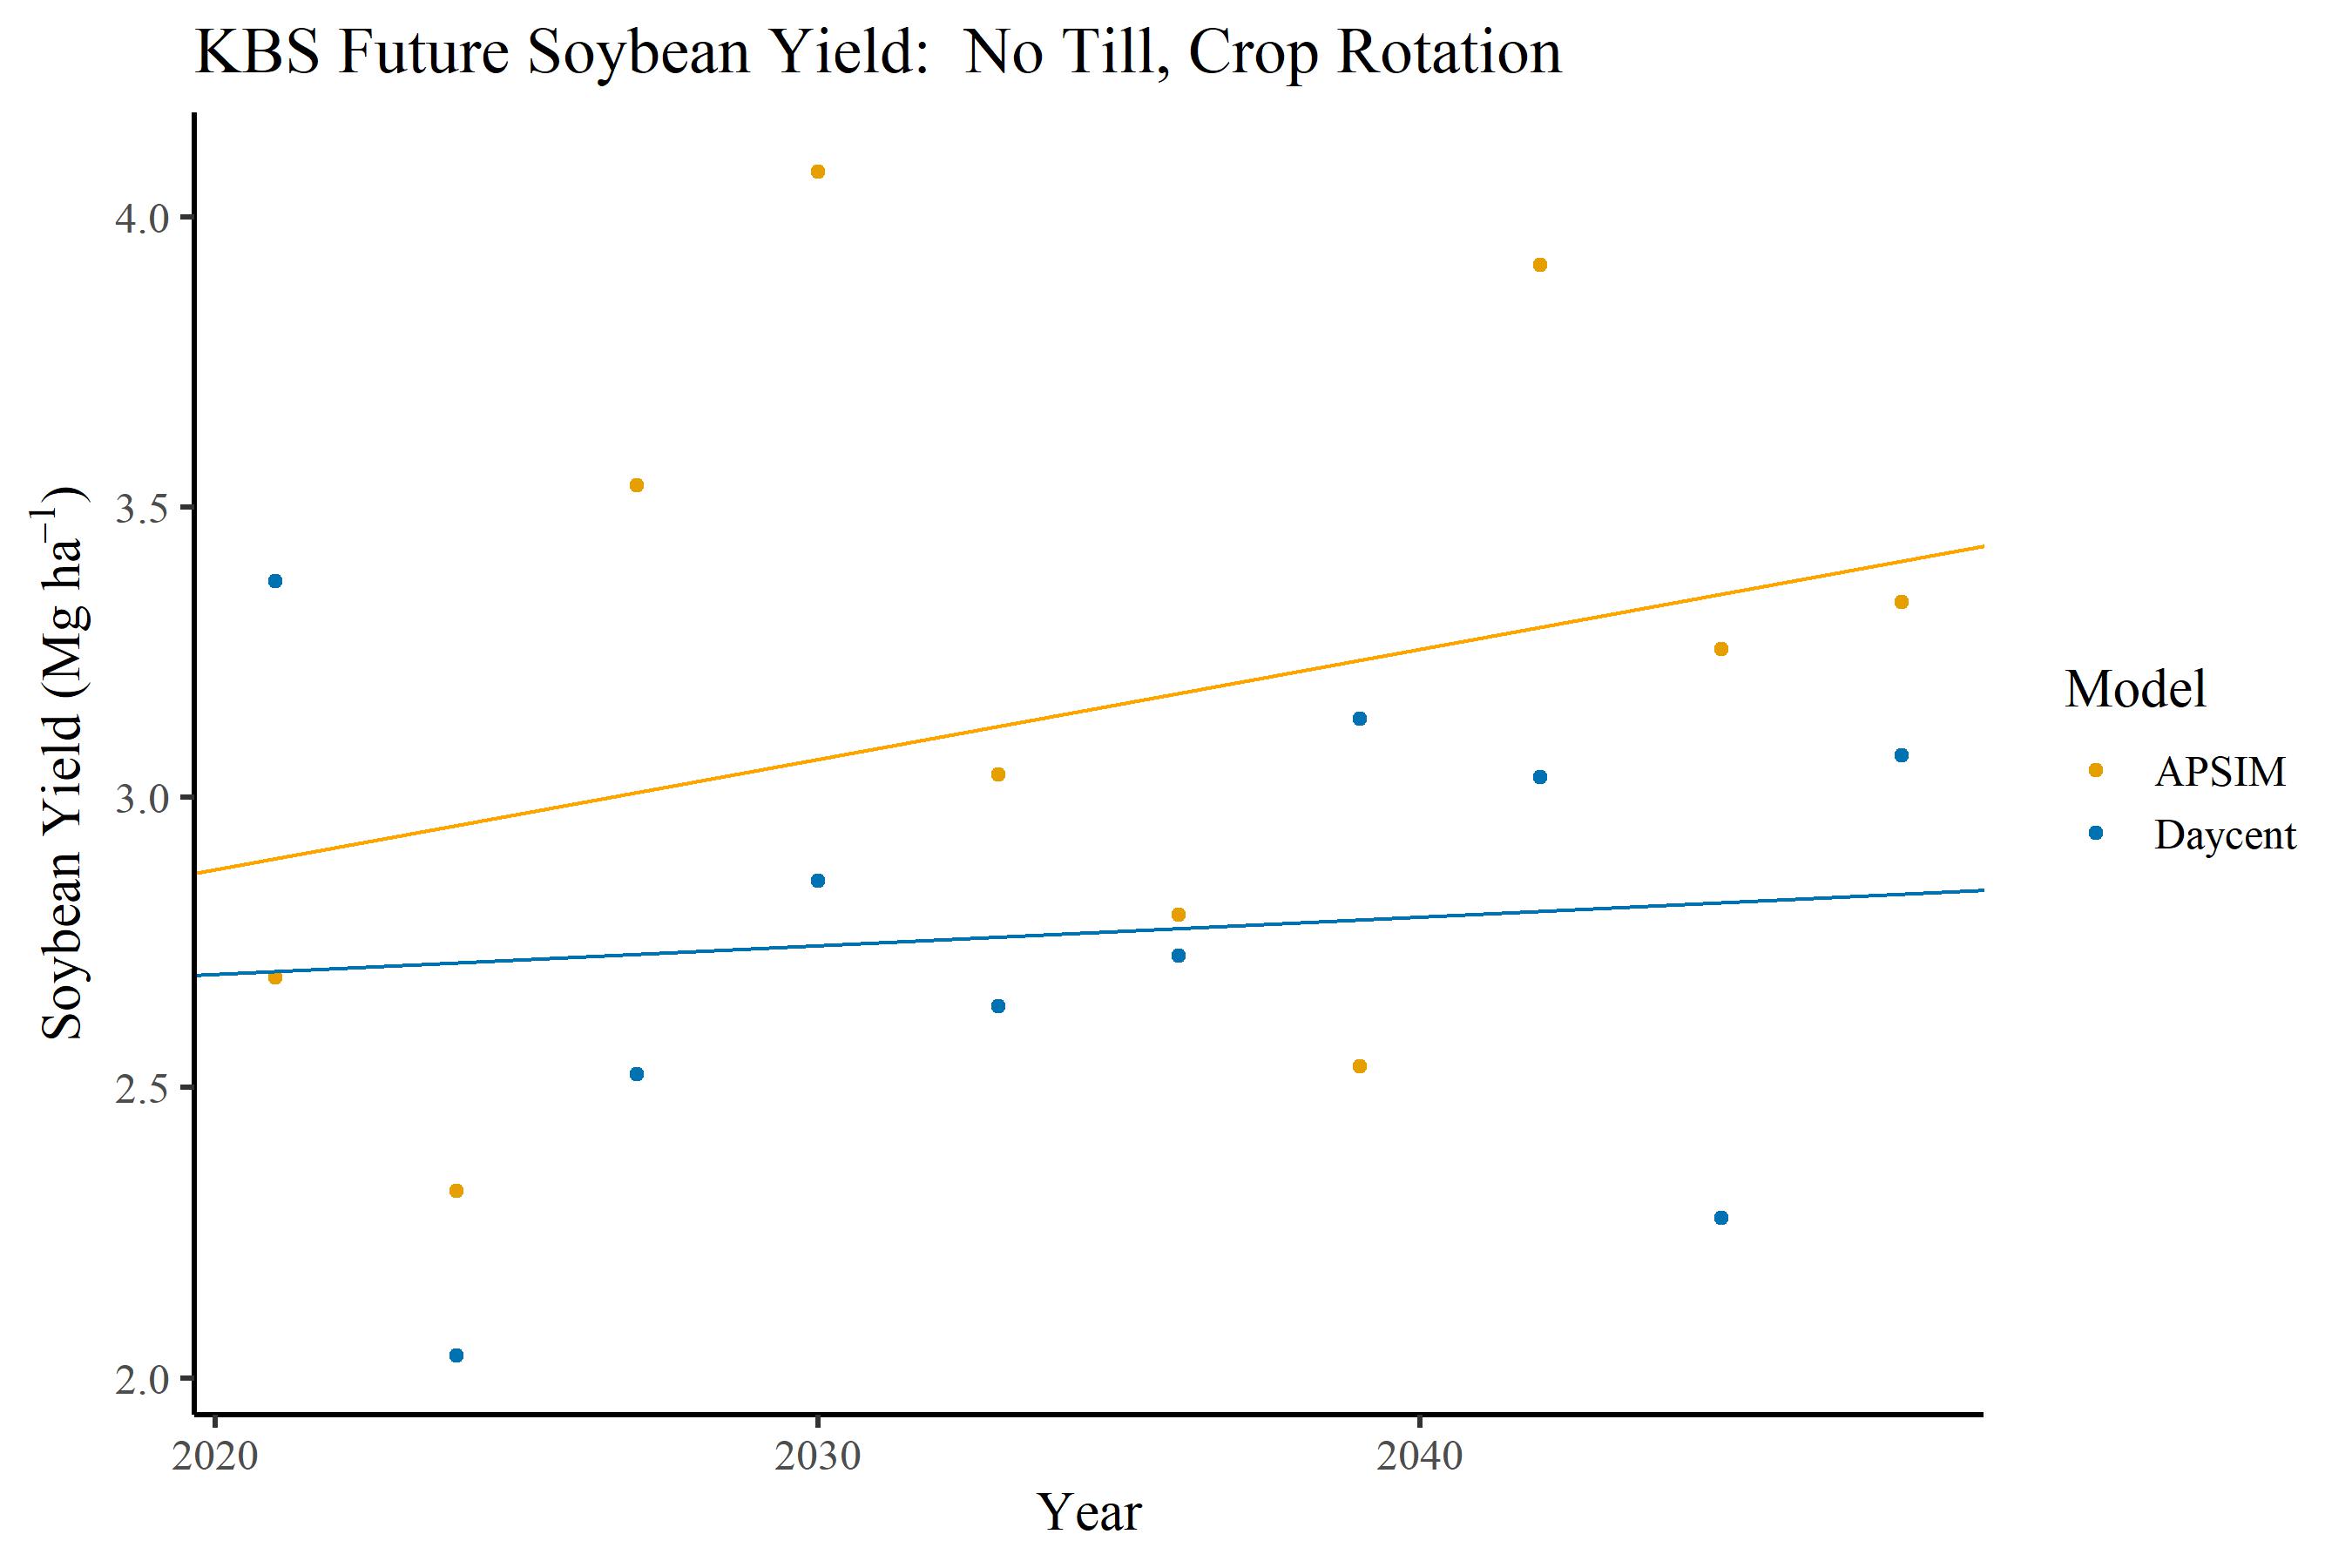 KBS Future Soybean Yield:  No Till, Crop Rotation
Soybean Yield (Mg ha⁻¹)
4.0
3.5
3.0
2.5
2.0
2020
2030
2040
Year
Model
APSIM
Daycent